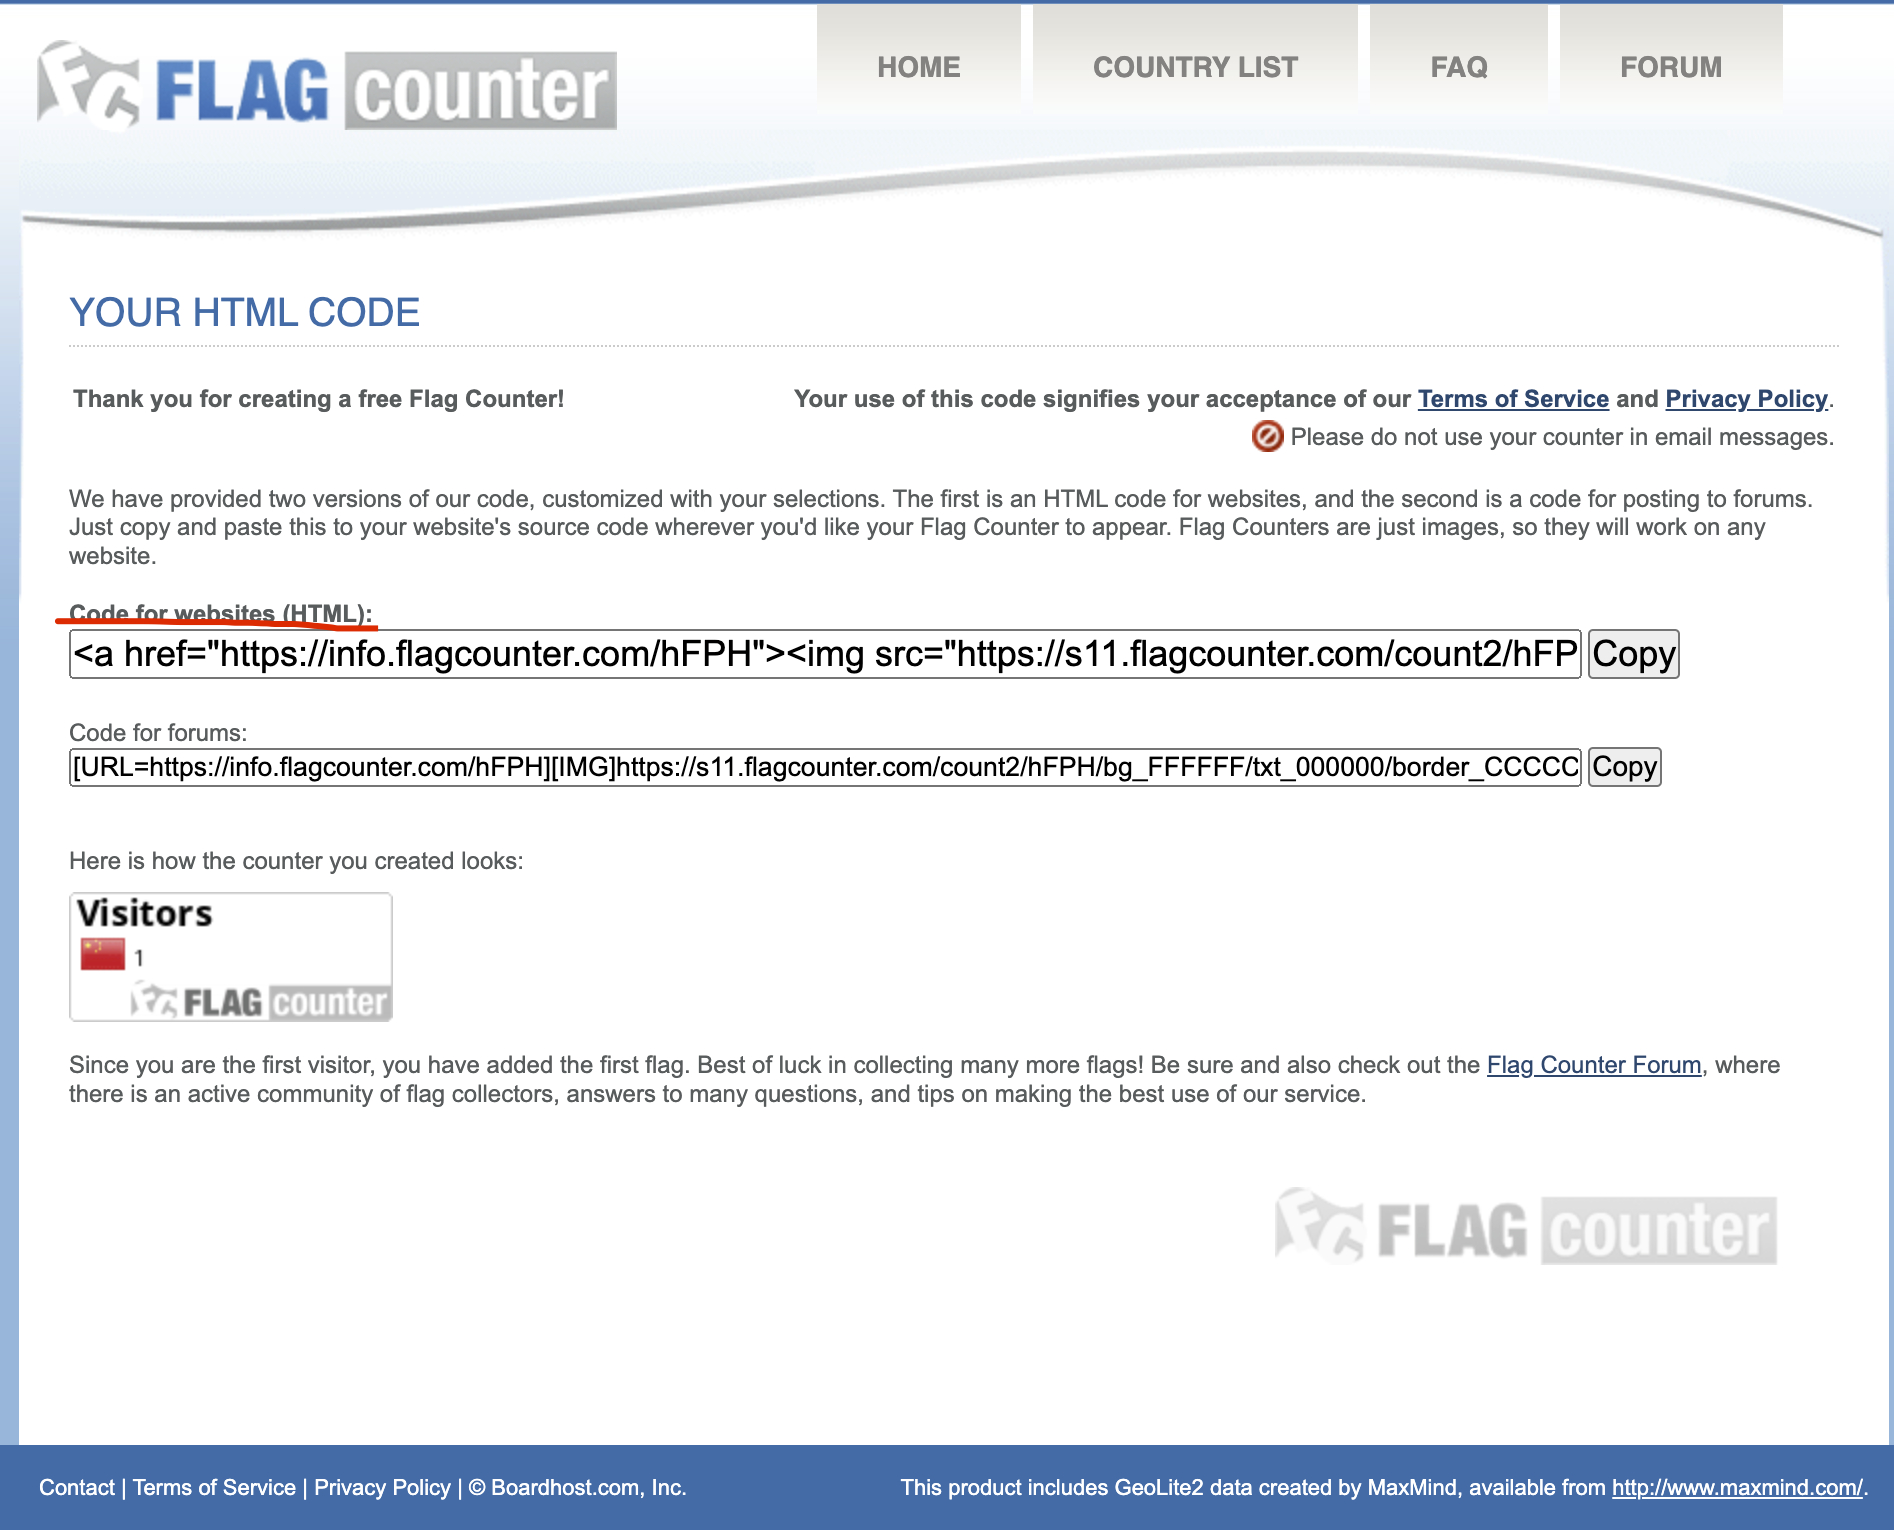 FC FLAG counter
HOME
COUNTRY LIST
FAQ
FORUM
YOUR HTML CODE
Thank you for creating a free Flag Counter!
Your use of this code signifies your acceptance of our Terms of Service and Privacy Policy.
Please do not use your counter in email messages.
We have provided two versions of our code, customized with your selections. The first is an HTML code for websites, and the second is a code for posting to forums.
Just copy and paste this to your website's source code wherever you'd like your Flag Counter to appear. Flag Counters are just images, so they will work on any
website.
Code for websites (HTML):
<a href="https://info.flagcounter.com/hFPH"><img src="https://s11.flagcounter.com/count2/hFP
Copy
Code for forums:
[URL=https://info.flagcounter.com/hFPH][IMG]https://s11.flagcounter.com/count2/hFPH/bg_FFFFFF/txt_000000/border_CCCCC
Copy
Here is how the counter you created looks:
Visitors
1
FC FLAG counter
Since you are the first visitor, you have added the first flag. Best of luck in collecting many more flags! Be sure and also check out the Flag Counter Forum, where
there is an active community of flag collectors, answers to many questions, and tips on making the best use of our service.
FC FLAG counter
Contact | Terms of Service | Privacy Policy | © Boardhost.com, Inc.
This product includes GeoLite2 data created by MaxMind, available from http://www.maxmind.com/.